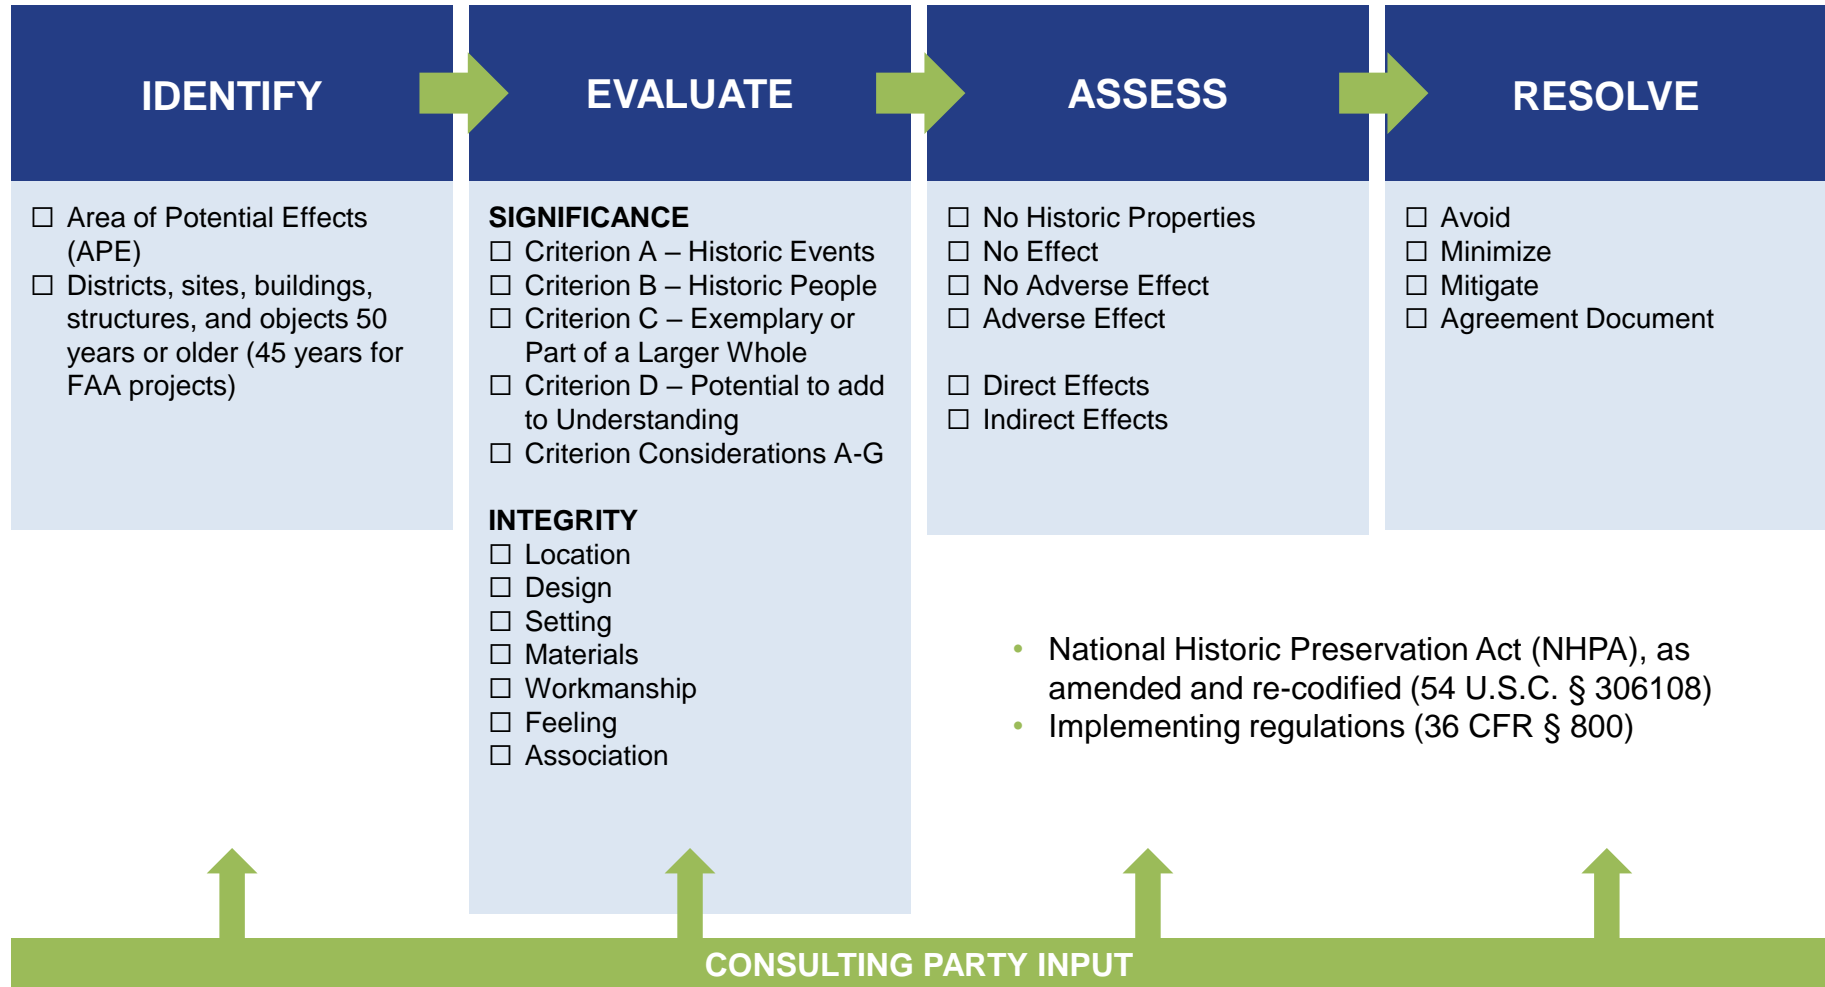 IDENTIFY
☐ Area of Potential Effects
(APE)
☐ Districts, sites, buildings,
structures, and objects 50
years or older (45 years for
FAA projects)
EVALUATE
SIGNIFICANCE
☐ Criterion A – Historic Events
☐ Criterion B – Historic People
☐ Criterion C – Exemplary or
Part of a Larger Whole
☐ Criterion D – Potential to add
to Understanding
☐ Criterion Considerations A-G
INTEGRITY
☐ Location
☐ Design
☐ Setting
☐ Materials
☐ Workmanship
☐ Feeling
☐ Association
ASSESS
☐ No Historic Properties
☐ No Effect
☐ No Adverse Effect
☐ Adverse Effect
☐ Direct Effects
☐ Indirect Effects
RESOLVE
☐ Avoid
☐ Minimize
☐ Mitigate
☐ Agreement Document
• National Historic Preservation Act (NHPA), as
amended and re-codified (54 U.S.C. § 306108)
• Implementing regulations (36 CFR § 800)
CONSULTING PARTY INPUT